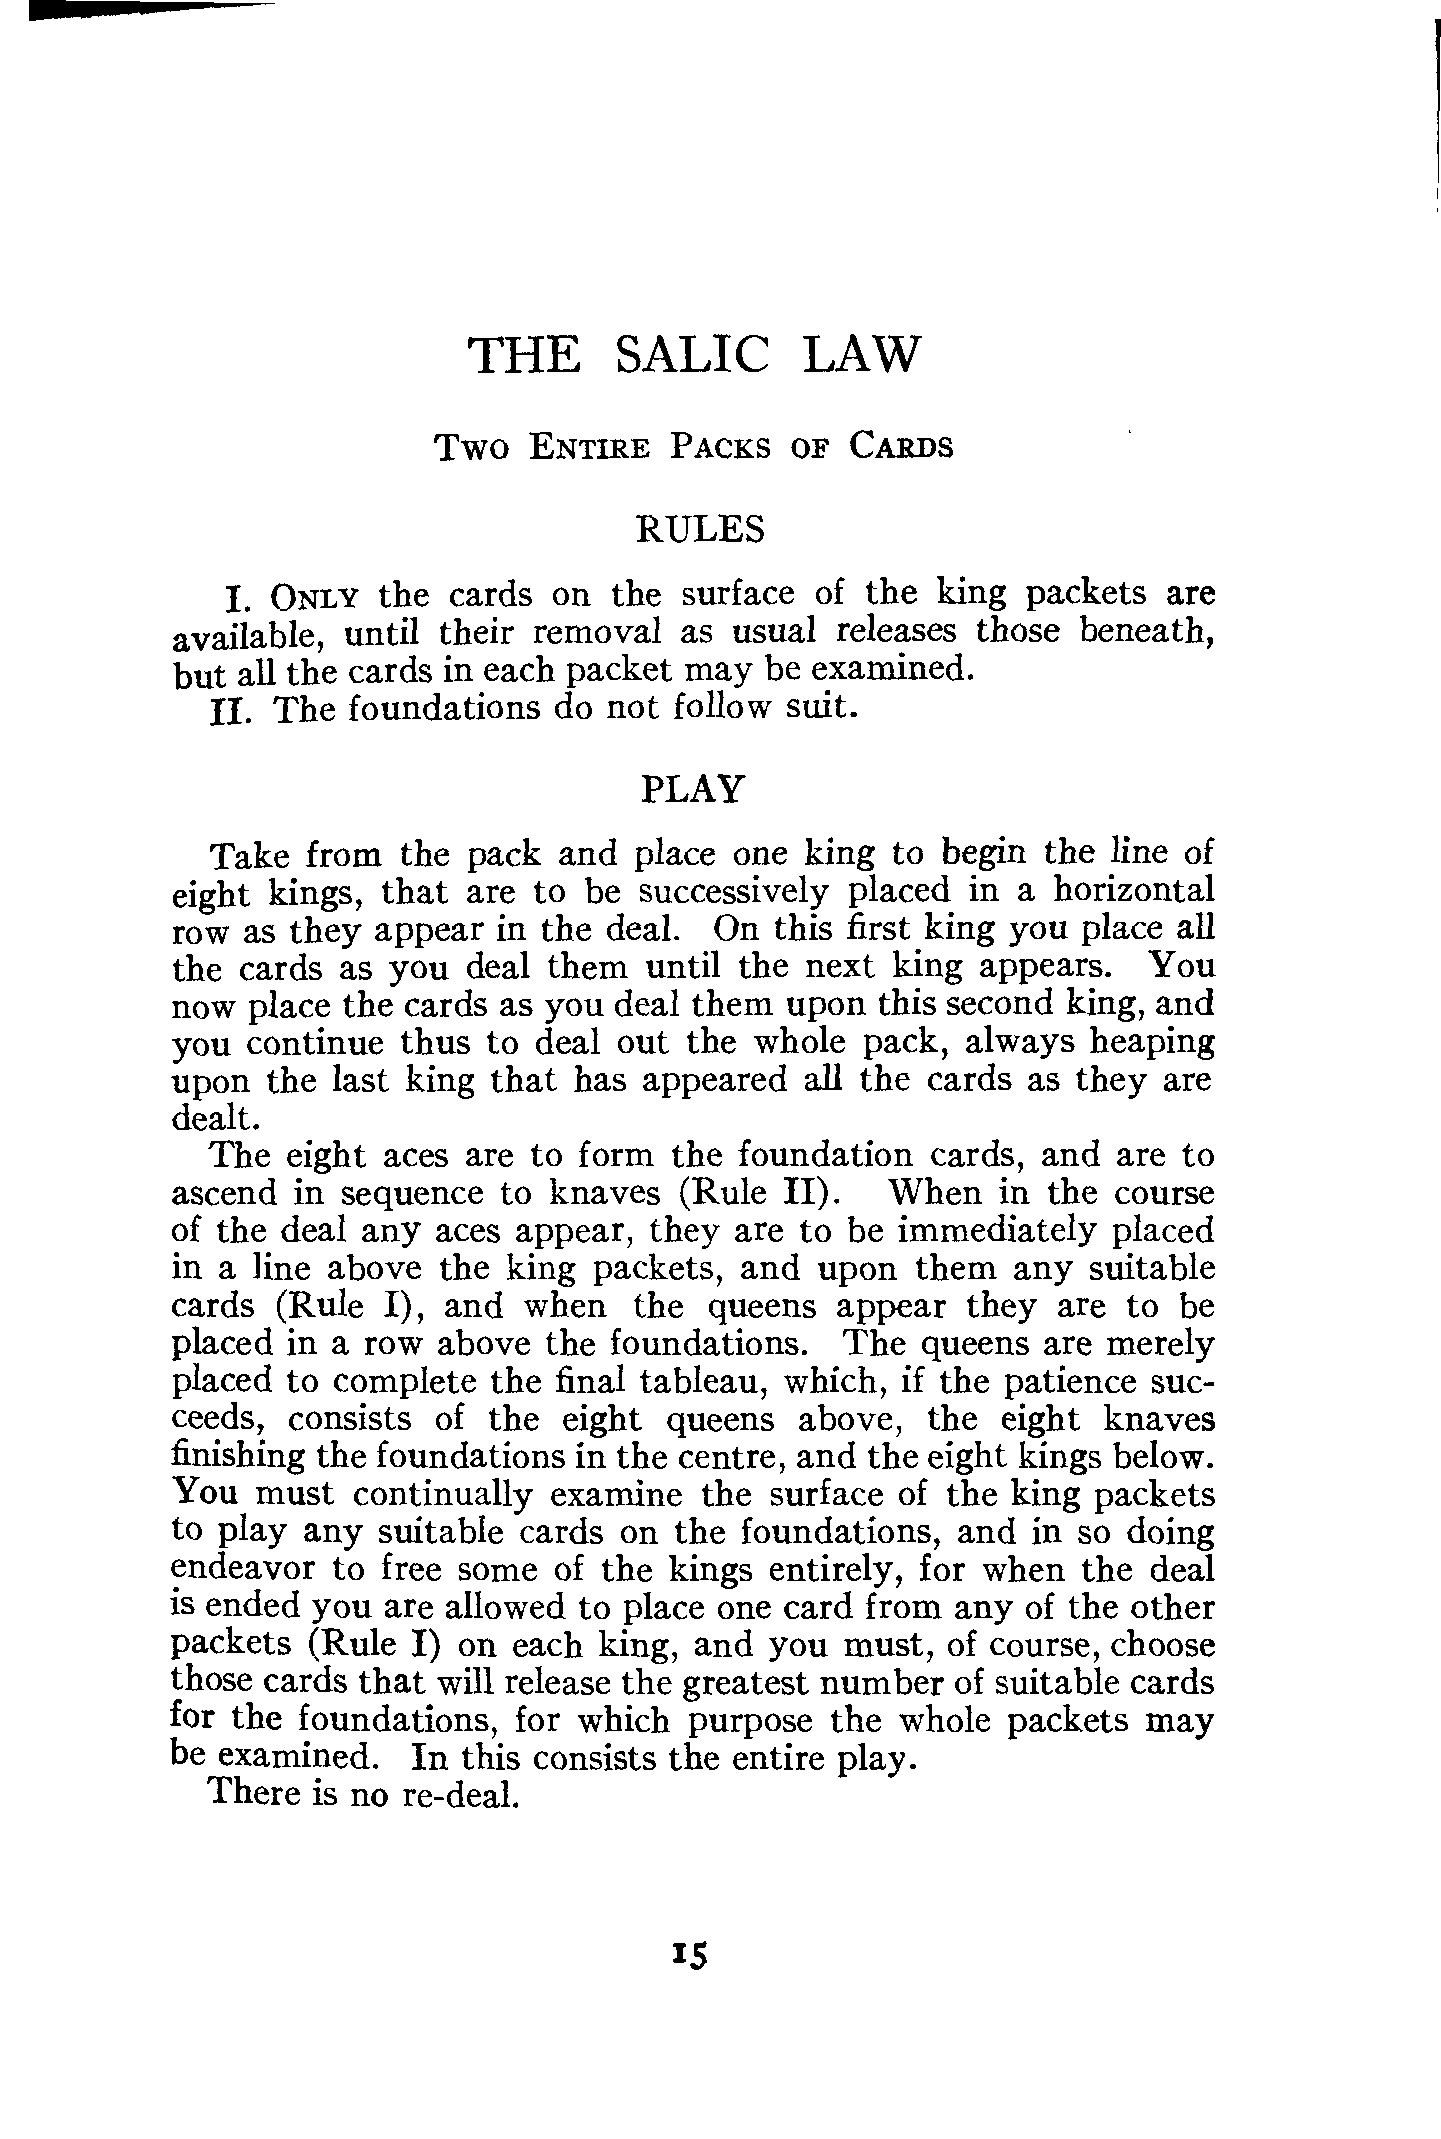 THE SALIC LAW
Two Entire Packs of Cards
RULES
I. Only the cards on the surface of the king packets are
available, until their removal as usual releases those beneath,
but all the cards in each packet may be examined.
II. The foundations do not follow suit.
PLAY
Take from the pack and place one king to begin the line of
eight kings, that are to be successively placed in a horizontal
row as they appear in the deal. On this first king you place all
the cards as you deal them until the next king appears. You
now place the cards as you deal them upon this second king, and
you continue thus to deal out the whole pack, always heaping
upon the last king that has appeared all the cards as they are
dealt.
The eight aces are to form the foundation cards, and are to
ascend in sequence to knaves (Rule II). When in the course
of the deal any aces appear, they are to be immediately placed
in a line above the king packets, and upon them any suitable
cards (Rule I), and when the queens appear they are to be
placed in a row above the foundations. The queens are merely
placed to complete the final tableau, which, if the patience suc-
ceeds, consists of the eight queens above, the eight knaves
finishing the foundations in the centre, and the eight kings below.
You must continually examine the surface of the king packets
to play any suitable cards on the foundations, and in so doing
endeavor to free some of the kings entirely, for when the deal
is ended you are allowed to place one card from any of the other
packets (Rule I) on each king, and you must, of course, choose
those cards that will release the greatest number of suitable cards
for the foundations, for which purpose the whole packets may
be examined. In this consists the entire play.
There is no re-deal.
15